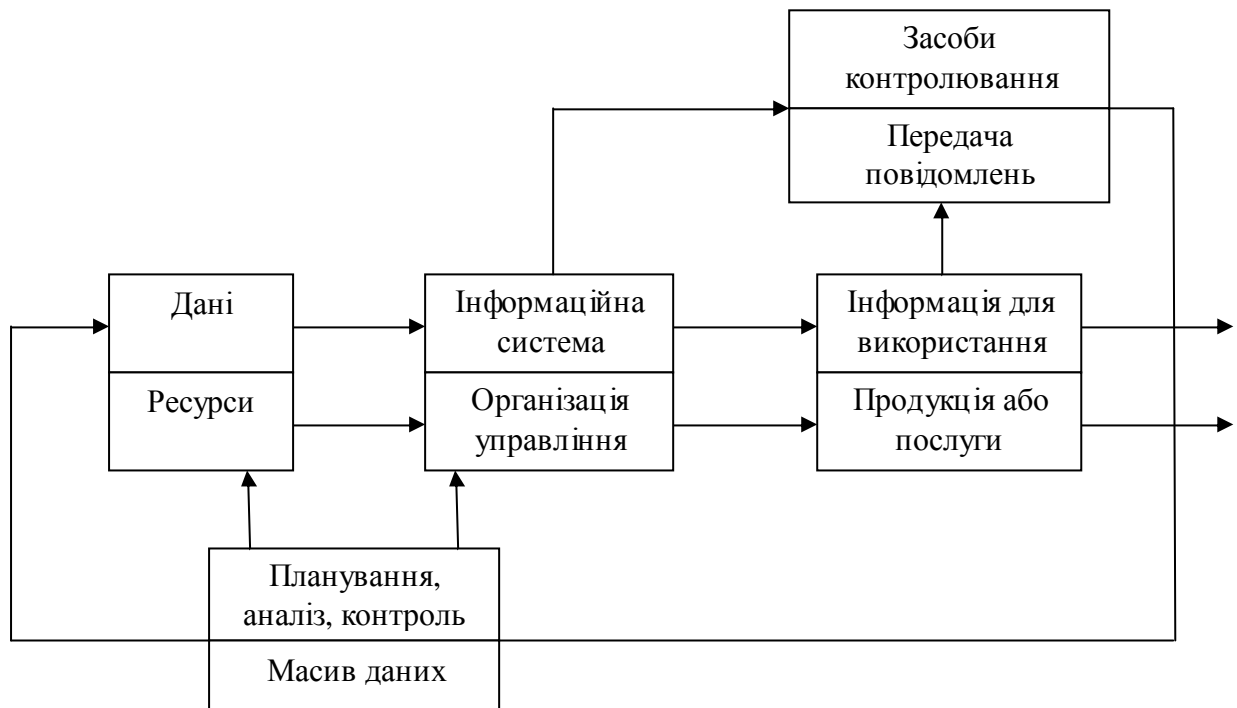 Засоби
контролювання
Передача
повідомлень
Дані
Ресурси
Інформаційна
система
Організація
управління
Інформація для
використання
Продукція або
послуги
Планування,
аналіз, контроль
Масив даних